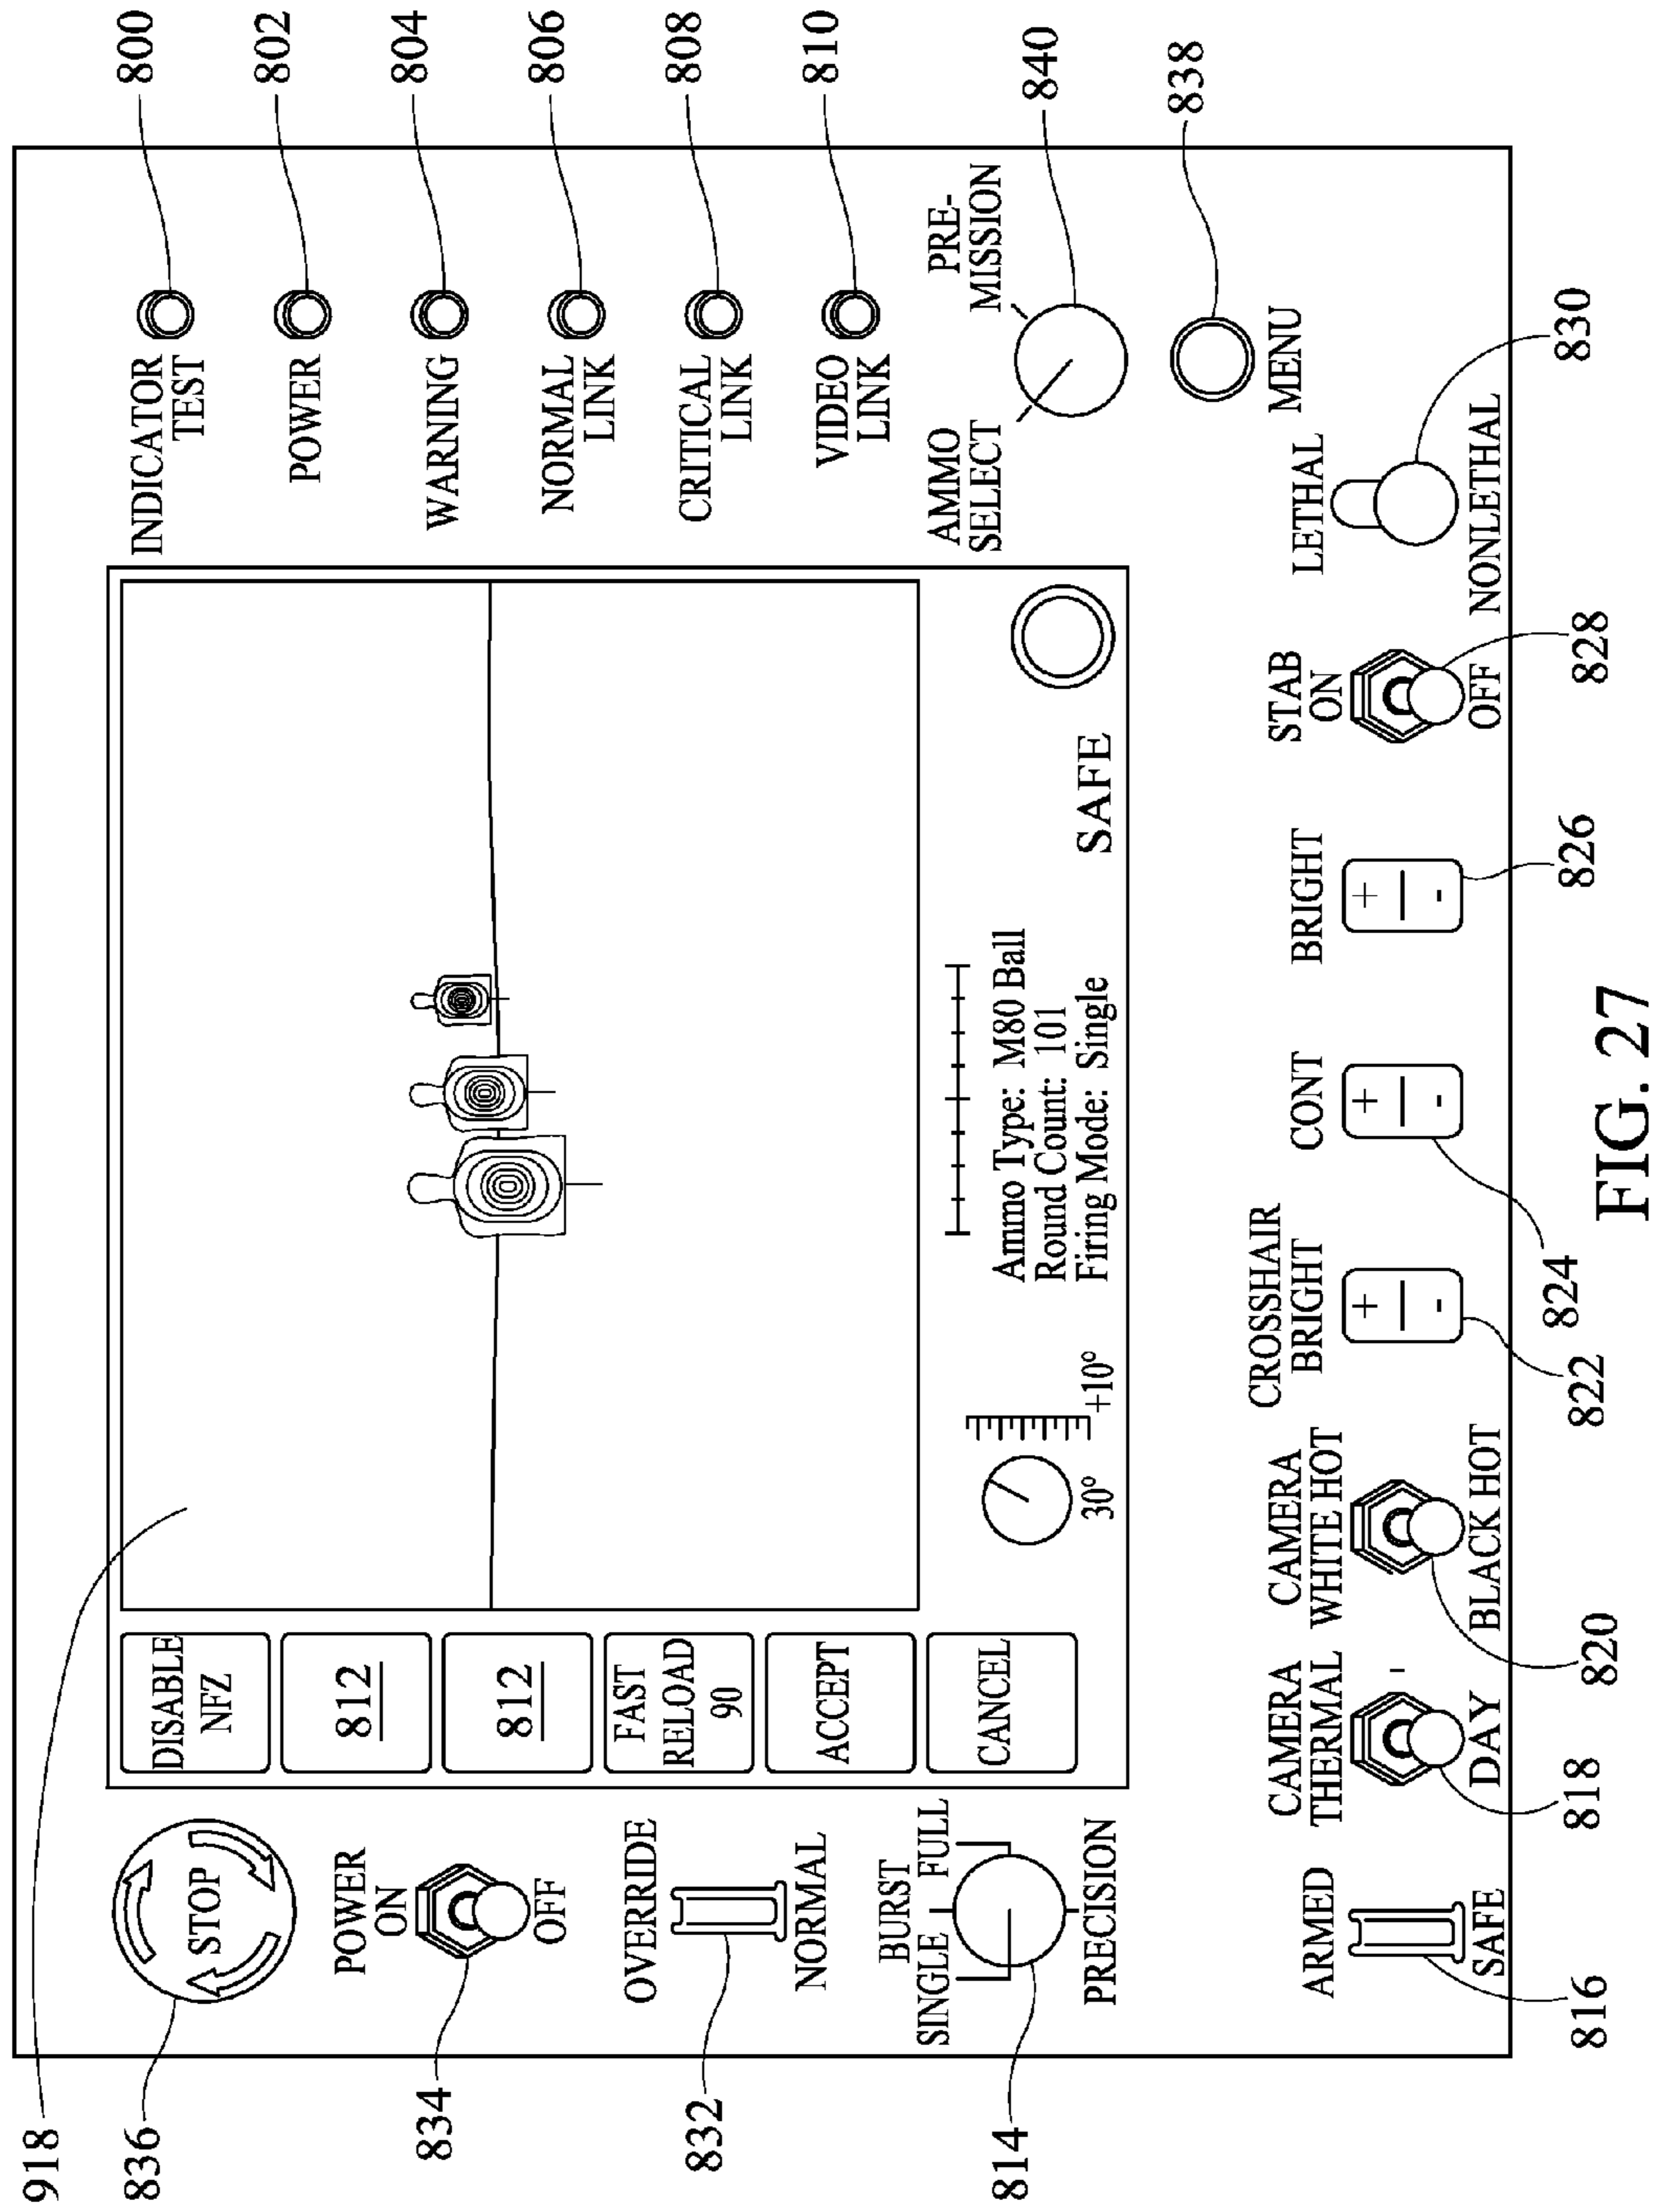 918
836
834
832
814
STOP
POWER
ON
OFF
OVERRIDE
NORMAL
BURST
SINGLE
FULL
PRECISION
DISABLE
NFZ
812
812
FAST
RELOAD
90
ACCEPT
CANCEL
30°
+10°
Ammo Type: M80 Ball
Round Count: 101
Firing Mode: Single
SAFE
INDICATOR
TEST
800
POWER
802
WARNING
804
NORMAL
LINK
806
CRITICAL
LINK
808
VIDEO
LINK
810
AMMO
SELECT
PRE-
MISSION
840
838
MENU
ARMED
SAFE
816
CAMERA
THERMAL
-
DAY
818
CAMERA
WHITE HOT
BLACK HOT
820
CROSSHAIR
BRIGHT
+
-
822
CONT
+
-
824
BRIGHT
+
-
826
STAB
ON
OFF
828
LETHAL
NONLETHAL
830
FIG. 27